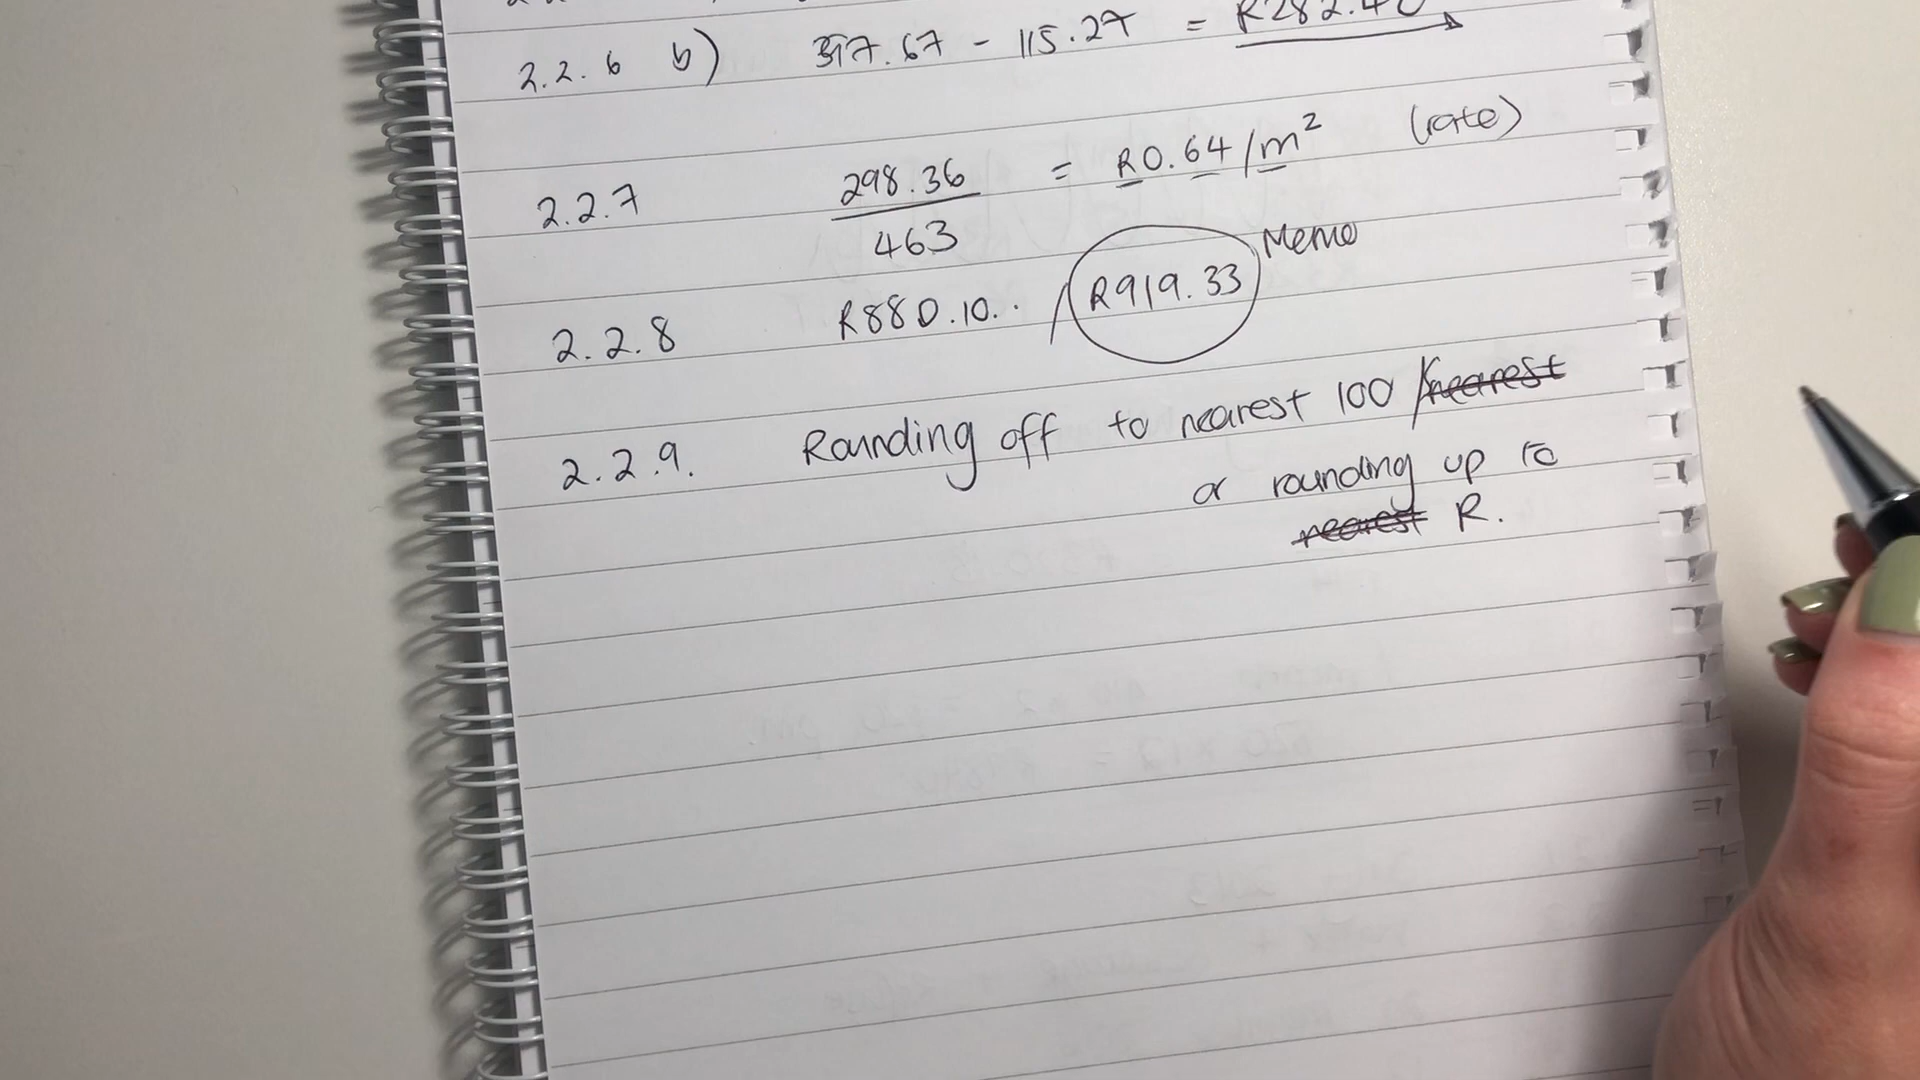 2.2.6 b) 397.67 - 115.27 = R282.40
2.2.7 298.36 / 463 = R0.64/m² (rate)
2.2.8 R880.10.. / R919.33 Memo
2.2.9. Rounding off to nearest 100 / nearest
or rounding up to
nearest R.